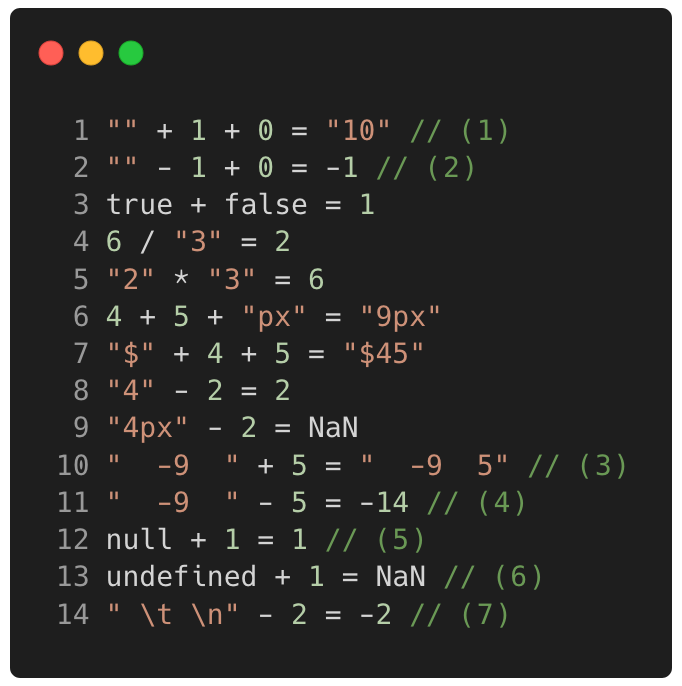 1 "" + 1 + 0 = "10" // (1)
2 "" - 1 + 0 = -1 // (2)
3 true + false = 1
4 6 / "3" = 2
5 "2" * "3" = 6
6 4 + 5 + "px" = "9px"
7 "$" + 4 + 5 = "$45"
8 "4" - 2 = 2
9 "4px" - 2 = NaN
10 "  -9  " + 5 = "  -9  5" // (3)
11 "  -9  " - 5 = -14 // (4)
12 null + 1 = 1 // (5)
13 undefined + 1 = NaN // (6)
14 " \t \n" - 2 = -2 // (7)